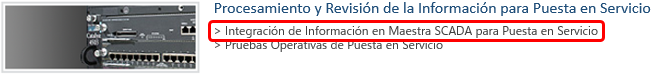 Procesamiento y Revisión de la Información para Puesta en Servicio
> Integración de Información en Maestra SCADA para Puesta en Servicio
> Pruebas Operativas de Puesta en Servicio